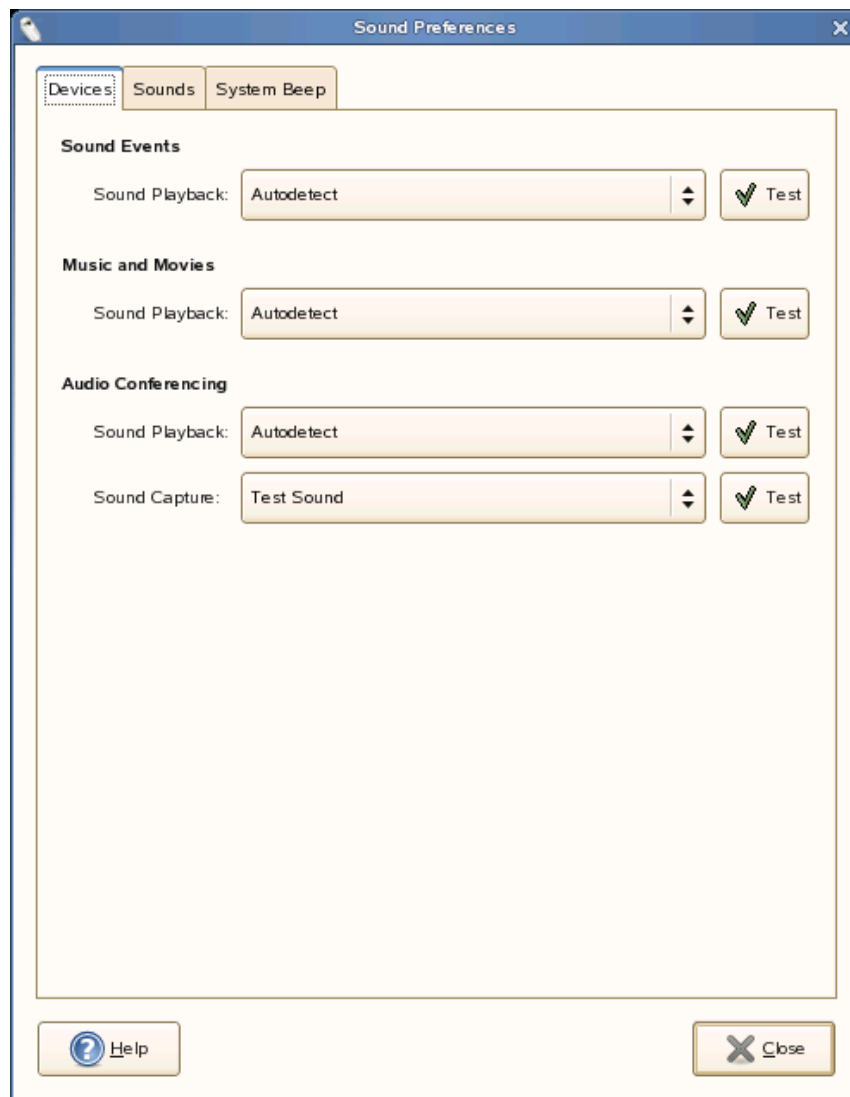 Sound Preferences
Devices Sounds System Beep
Sound Events
Sound Playback: Autodetect Test
Music and Movies
Sound Playback: Autodetect Test
Audio Conferencing
Sound Playback: Autodetect Test
Sound Capture: Test Sound Test
Help Close